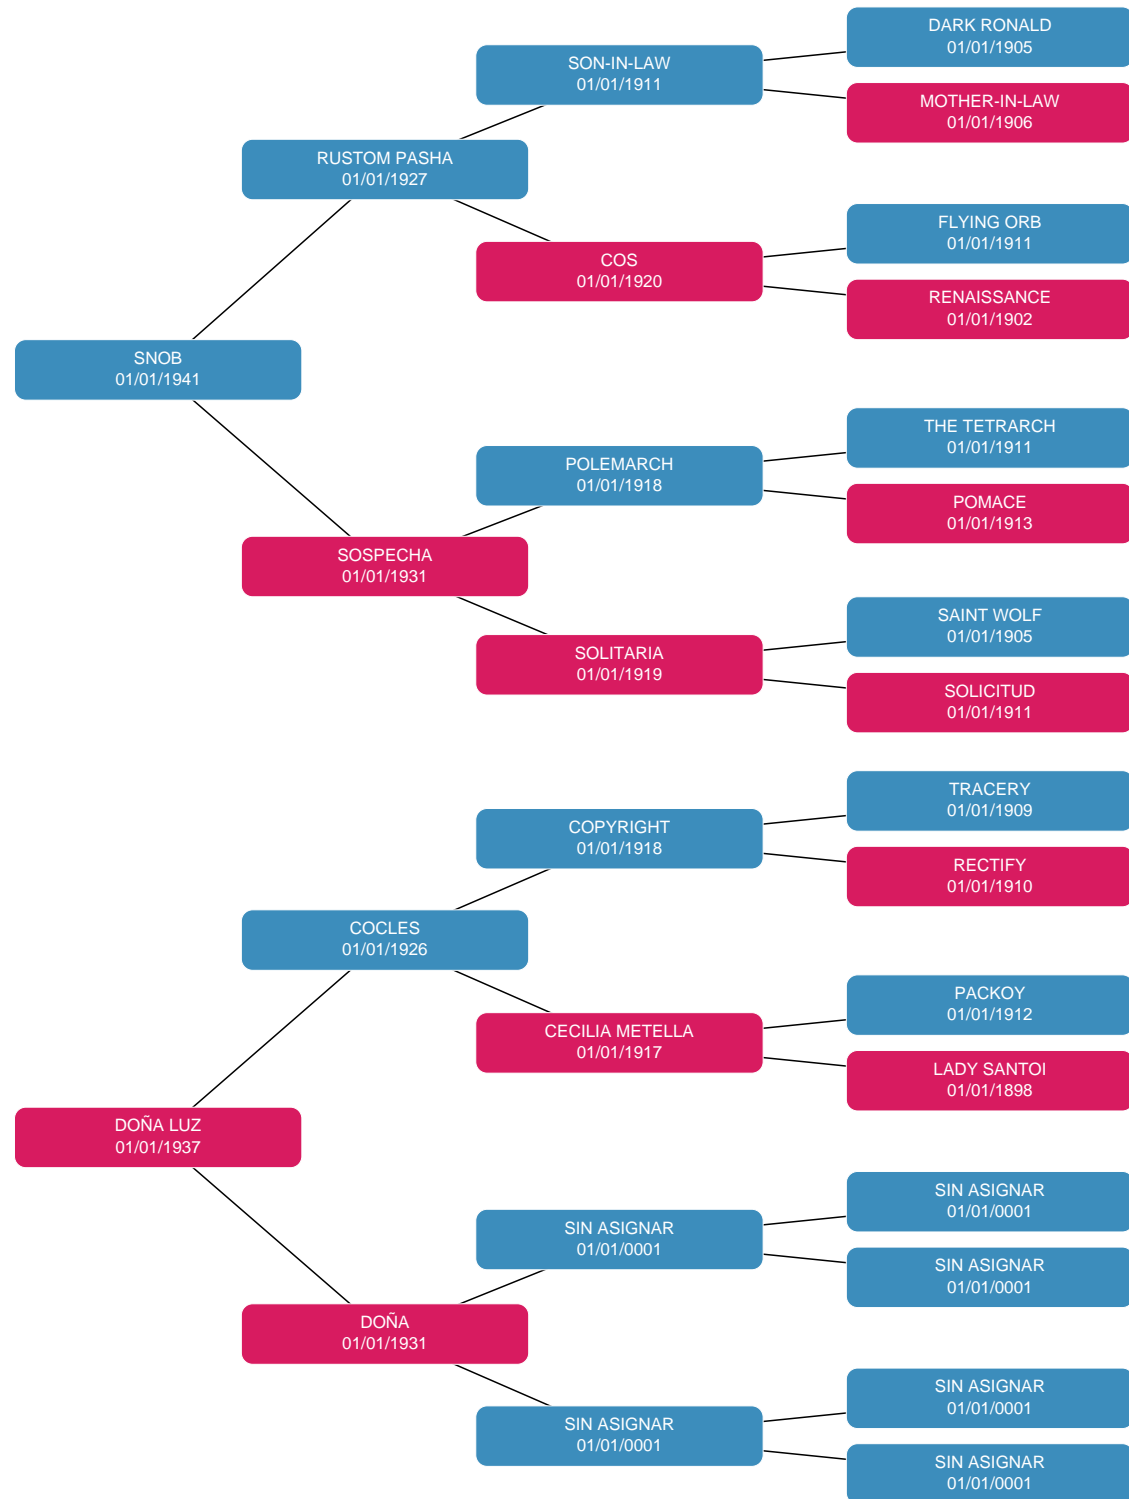 DARK RONALD
01/01/1905
SON-IN-LAW
01/01/1911
MOTHER-IN-LAW
01/01/1906
RUSTOM PASHA
01/01/1927
FLYING ORB
01/01/1911
COS
01/01/1920
RENAISSANCE
01/01/1902
SNOB
01/01/1941
THE TETRARCH
01/01/1911
POLEMARCH
01/01/1918
POMACE
01/01/1913
SOSPECHA
01/01/1931
SAINT WOLF
01/01/1905
SOLITARIA
01/01/1919
SOLICITUD
01/01/1911
TRACERY
01/01/1909
COPYRIGHT
01/01/1918
RECTIFY
01/01/1910
COCLES
01/01/1926
PACKOY
01/01/1912
CECILIA METELLA
01/01/1917
LADY SANTOI
01/01/1898
DOÑA LUZ
01/01/1937
SIN ASIGNAR
01/01/0001
SIN ASIGNAR
01/01/0001
SIN ASIGNAR
01/01/0001
DOÑA
01/01/1931
SIN ASIGNAR
01/01/0001
SIN ASIGNAR
01/01/0001
SIN ASIGNAR
01/01/0001